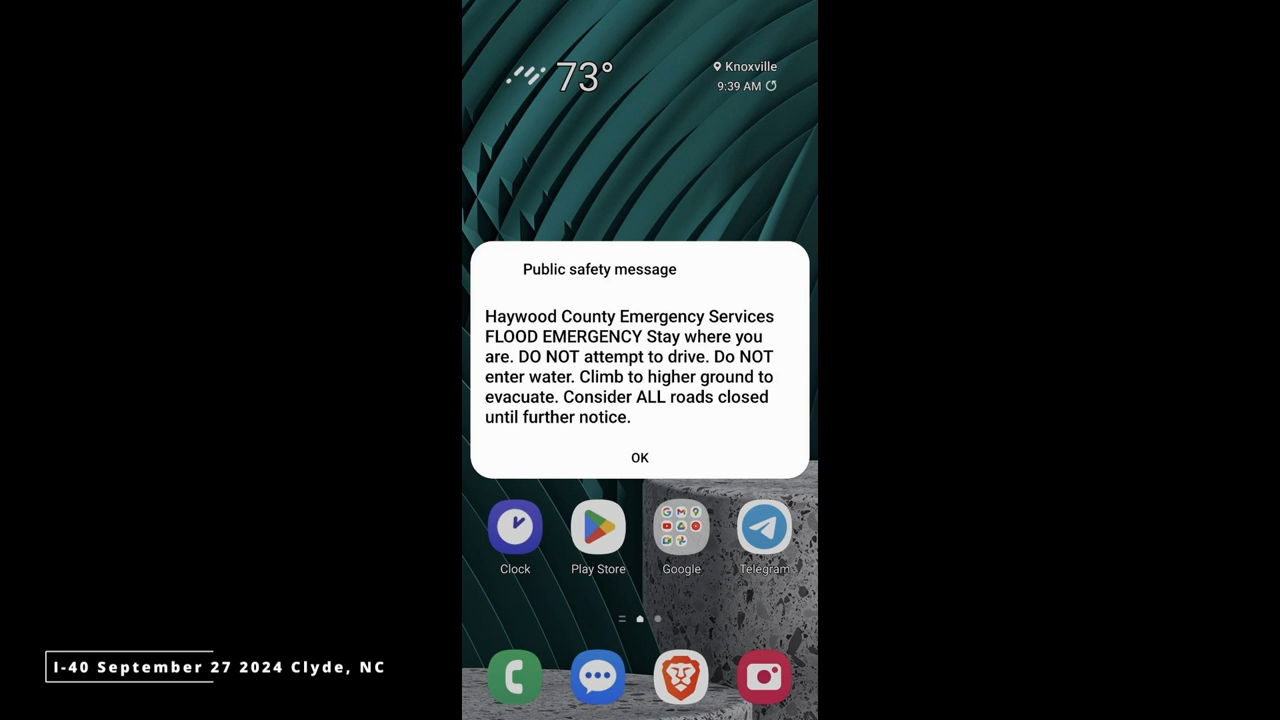 73°
Knoxville
9:39 AM
Public safety message
Haywood County Emergency Services
FLOOD EMERGENCY Stay where you
are. DO NOT attempt to drive. Do NOT
enter water. Climb to higher ground to
evacuate. Consider ALL roads closed
until further notice.
OK
Clock
Play Store
Google
Telegram
I-40 September 27 2024 Clyde, NC